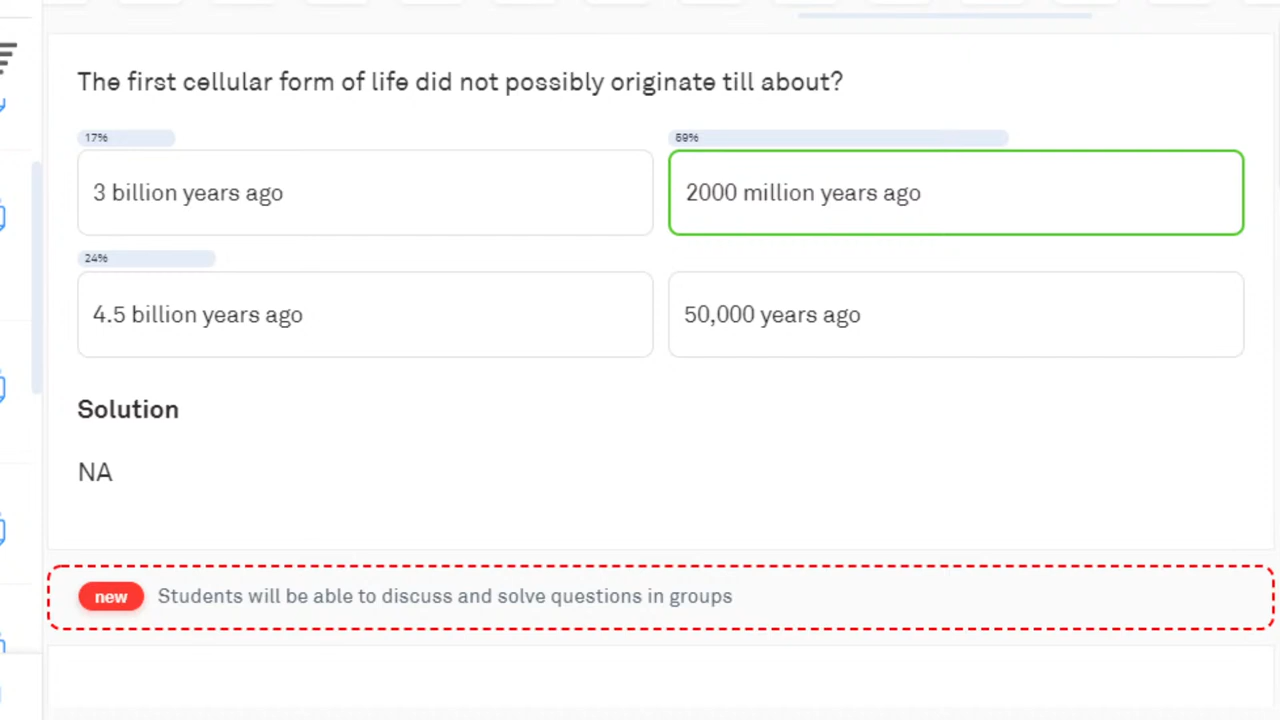 The first cellular form of life did not possibly originate till about?
17%
59%
3 billion years ago
2000 million years ago
24%
4.5 billion years ago
50,000 years ago
Solution
NA
new Students will be able to discuss and solve questions in groups